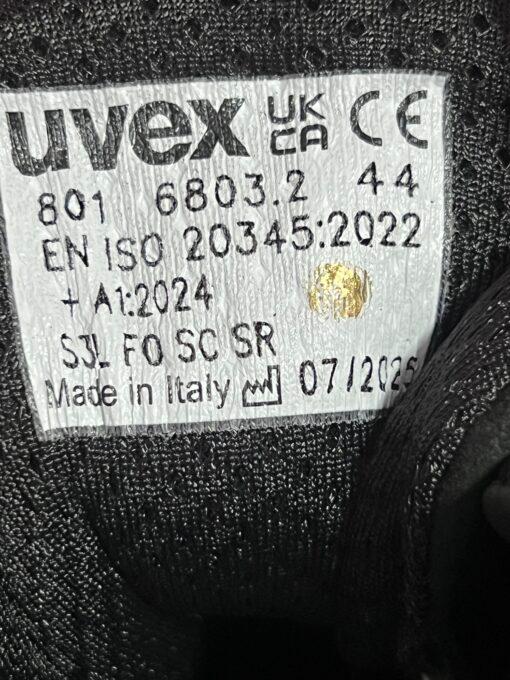 uvex UK CA CE
801 6803.2 44
EN ISO 20345:2022
+ A1:2024
S3L FO SC SR
Made in Italy 07/2025